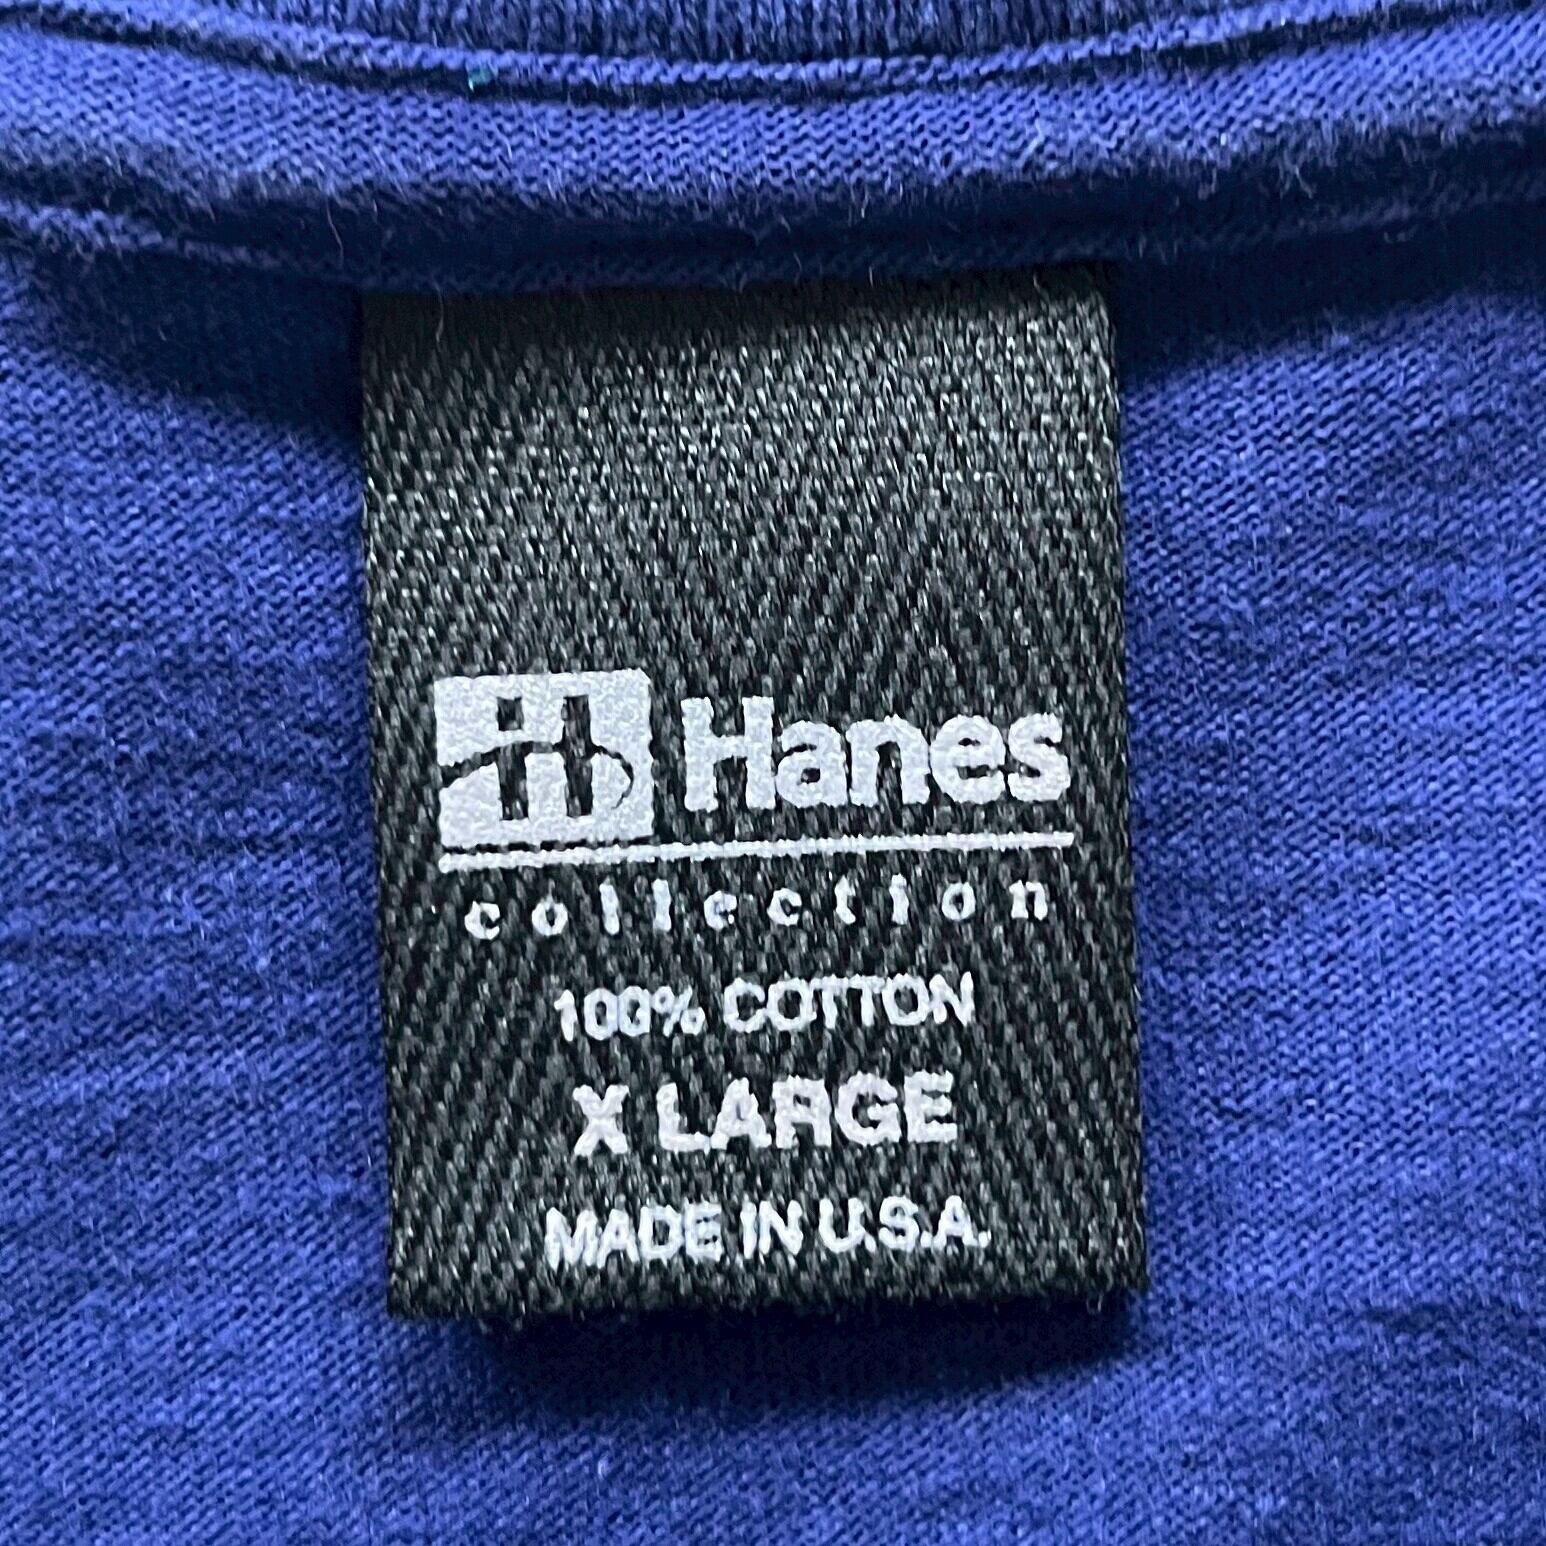 Hanes
collection
100% COTTON
X LARGE
MADE IN U.S.A.